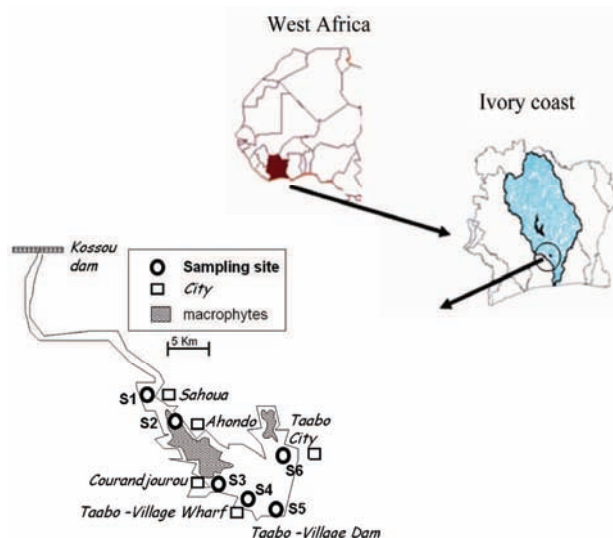 West Africa
Ivory coast
Kossou
dam
Sampling site
City
macrophytes
5 Km
S1
Sahoua
S2
Ahondo
Taabo
City
S6
Courandjourou
S3
S4
Taabo -Village Wharf
S5
Taabo -Village Dam